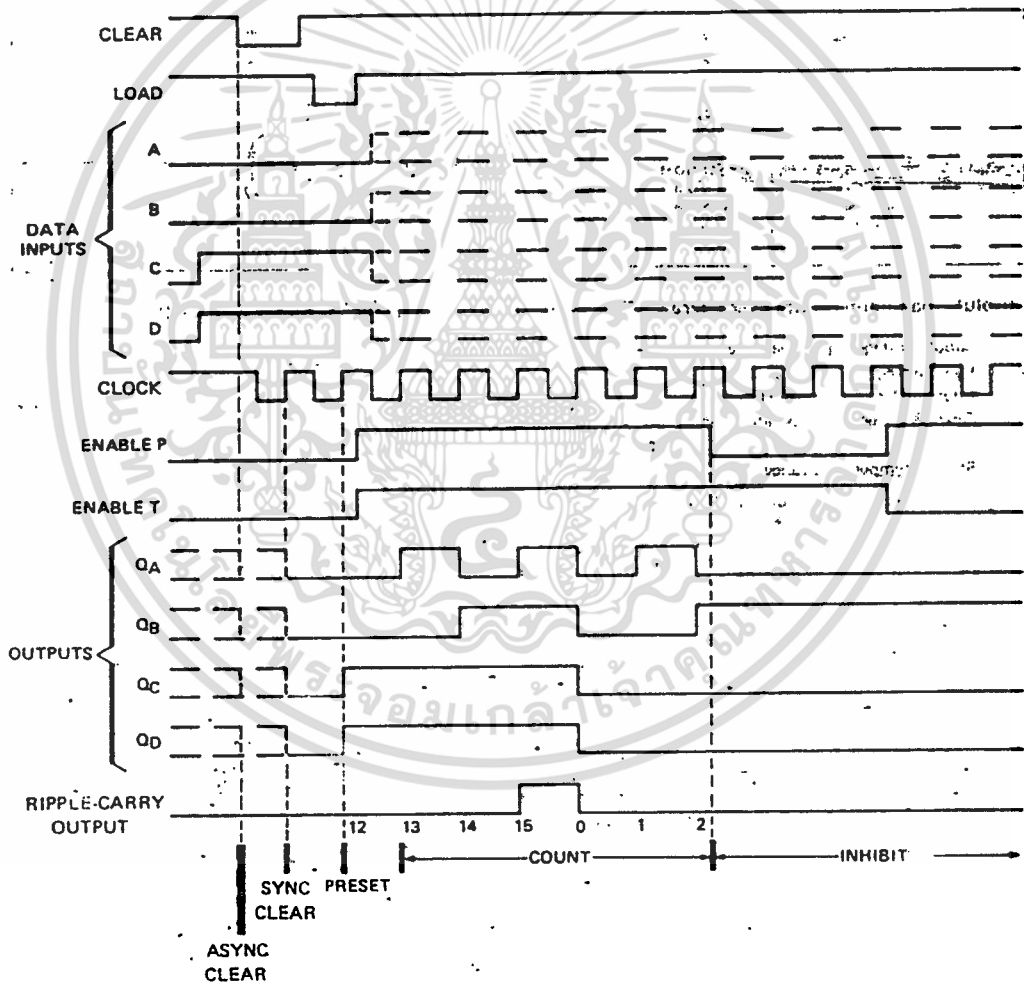 CLEAR
LOAD
A
B
DATA
INPUTS
C
D
CLOCK
ENABLE P
ENABLE T
QA
QB
OUTPUTS
QC
QD
RIPPLE-CARRY
OUTPUT
12 13 14 15 0 1 2
COUNT INHIBIT
SYNC PRESET
CLEAR
ASYNC
CLEAR